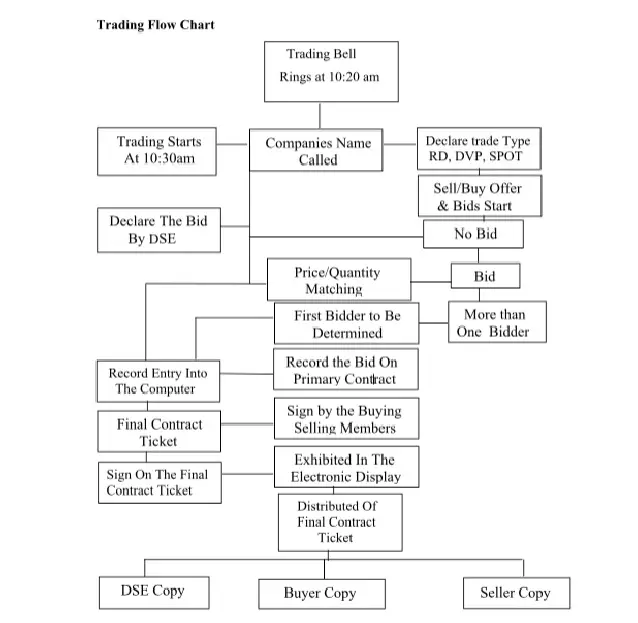 Trading Flow Chart
Trading Bell
Rings at 10:20 am
Trading Starts
At 10:30am
Companies Name
Called
Declare trade Type
RD, DVP, SPOT
Sell/Buy Offer
& Bids Start
Declare The Bid
By DSE
No Bid
Price/Quantity
Matching
Bid
First Bidder to Be
Determined
More than
One Bidder
Record Entry Into
The Computer
Record the Bid On
Primary Contract
Final Contract
Ticket
Sign by the Buying
Selling Members
Sign On The Final
Contract Ticket
Exhibited In The
Electronic Display
Distributed Of
Final Contract
Ticket
DSE Copy
Buyer Copy
Seller Copy